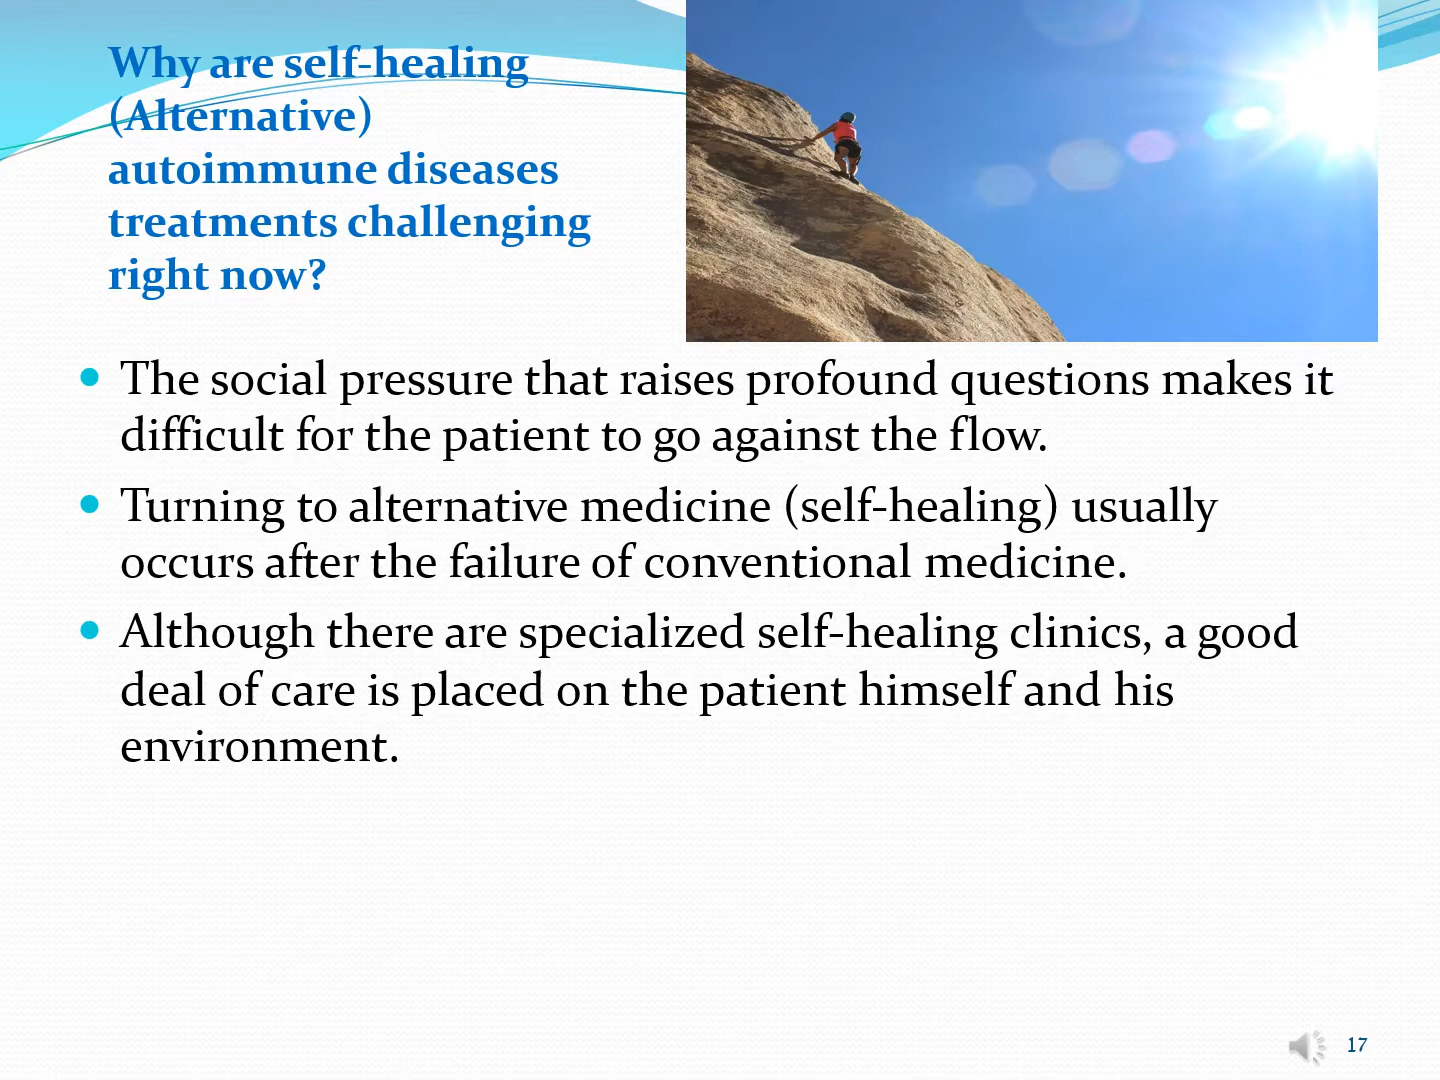 Why are self-healing
(Alternative)
autoimmune diseases
treatments challenging
right now?
The social pressure that raises profound questions makes it
difficult for the patient to go against the flow.
Turning to alternative medicine (self-healing) usually
occurs after the failure of conventional medicine.
Although there are specialized self-healing clinics, a good
deal of care is placed on the patient himself and his
environment.
17